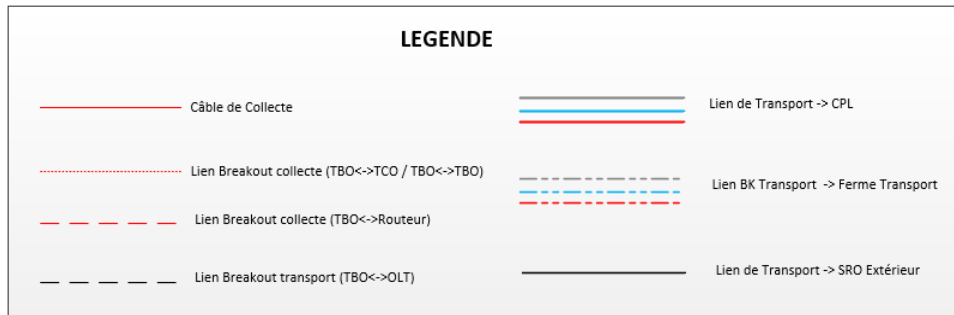 LEGENDE
Câble de Collecte
Lien Breakout collecte (TBO<->TCO / TBO<->TBO)
Lien Breakout collecte (TBO<->Routeur)
Lien Breakout transport (TBO<->OLT)
Lien de Transport -> CPL
Lien BK Transport -> Ferme Transport
Lien de Transport -> SRO Extérieur